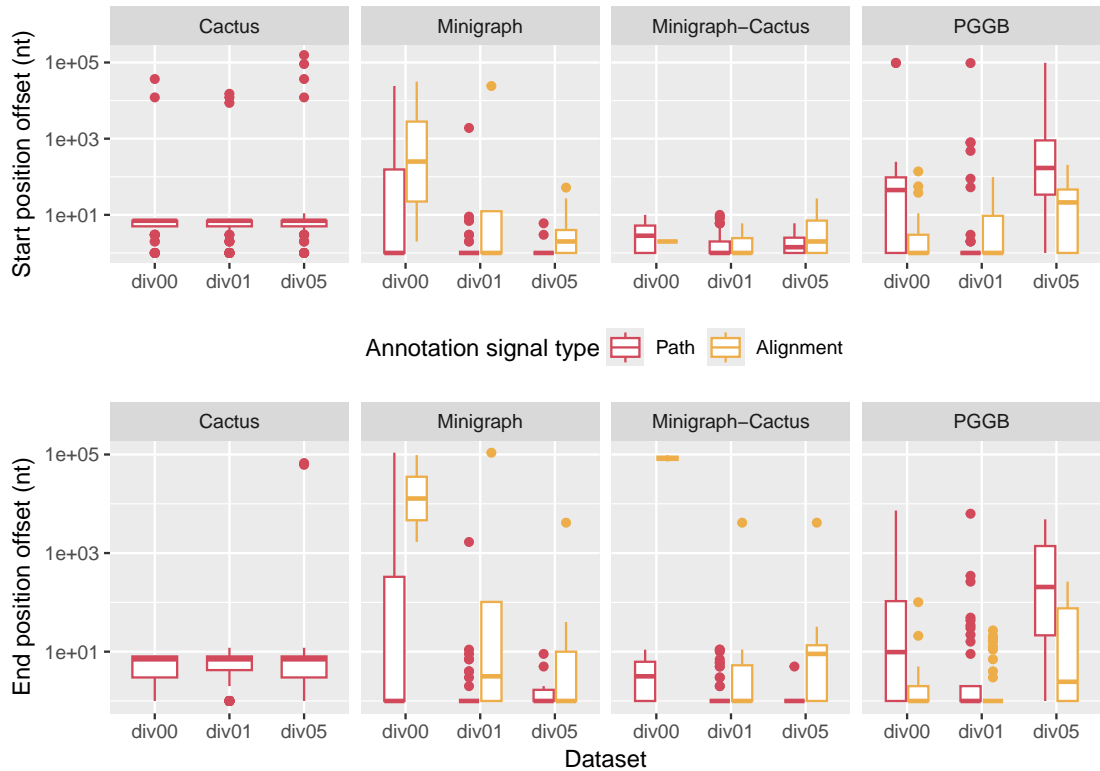 Cactus Minigraph Minigraph−Cactus PGGB
Start position offset (nt)
1e+05
1e+03
1e+01
div00 div01 div05 div00 div01 div05 div00 div01 div05 div00 div01 div05
Annotation signal type Path Alignment
Cactus Minigraph Minigraph−Cactus PGGB
End position offset (nt)
1e+05
1e+03
1e+01
div00 div01 div05 div00 div01 div05 div00 div01 div05 div00 div01 div05
Dataset